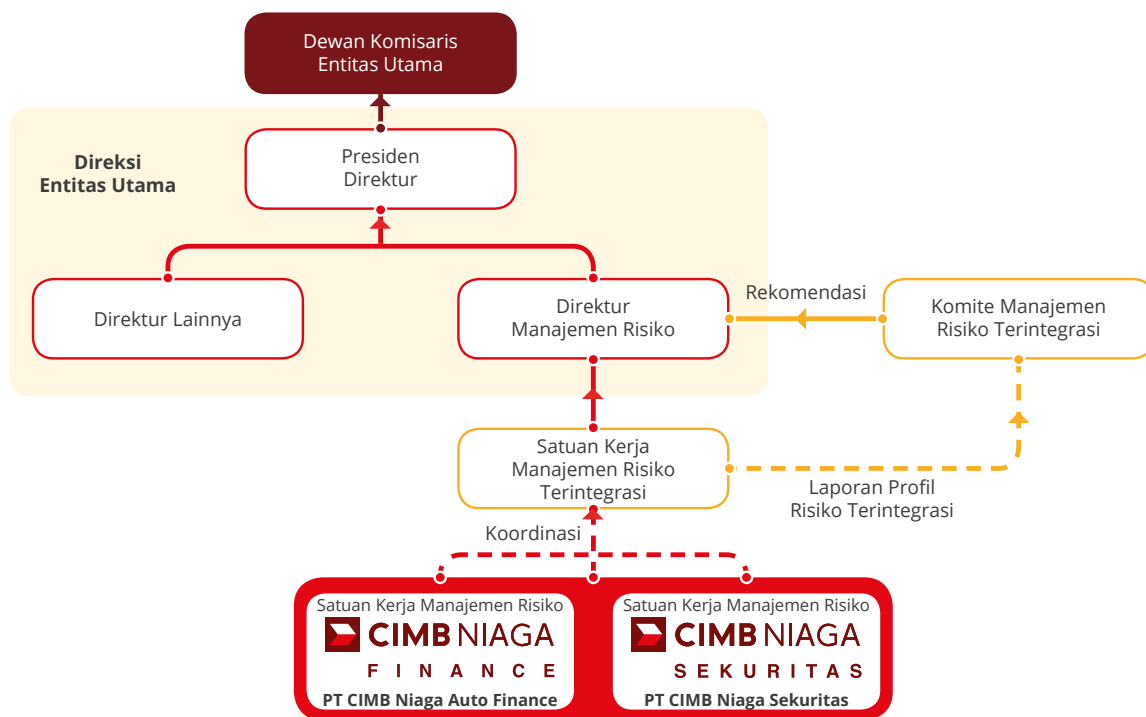 Dewan Komisaris
Entitas Utama
Direksi
Entitas Utama
Presiden
Direktur
Direktur Lainnya
Direktur
Manajemen Risiko
Rekomendasi
Komite Manajemen
Risiko Terintegrasi
Satuan Kerja
Manajemen Risiko
Terintegrasi
Laporan Profil
Risiko Terintegrasi
Koordinasi
Satuan Kerja Manajemen Risiko
CIMB NIAGA
FINANCE
PT CIMB Niaga Auto Finance
Satuan Kerja Manajemen Risiko
CIMB NIAGA
SEKURITAS
PT CIMB Niaga Sekuritas